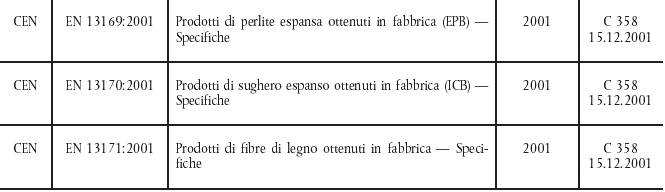 CEN EN 13169:2001 Prodotti di perlite espansa ottenuti in fabbrica (EPB) — 2001 C 358
Specifiche 15.12.2001
CEN EN 13170:2001 Prodotti di sughero espanso ottenuti in fabbrica (ICB) — 2001 C 358
Specifiche 15.12.2001
CEN EN 13171:2001 Prodotti di fibre di legno ottenuti in fabbrica — Speci- 2001 C 358
fiche 15.12.2001